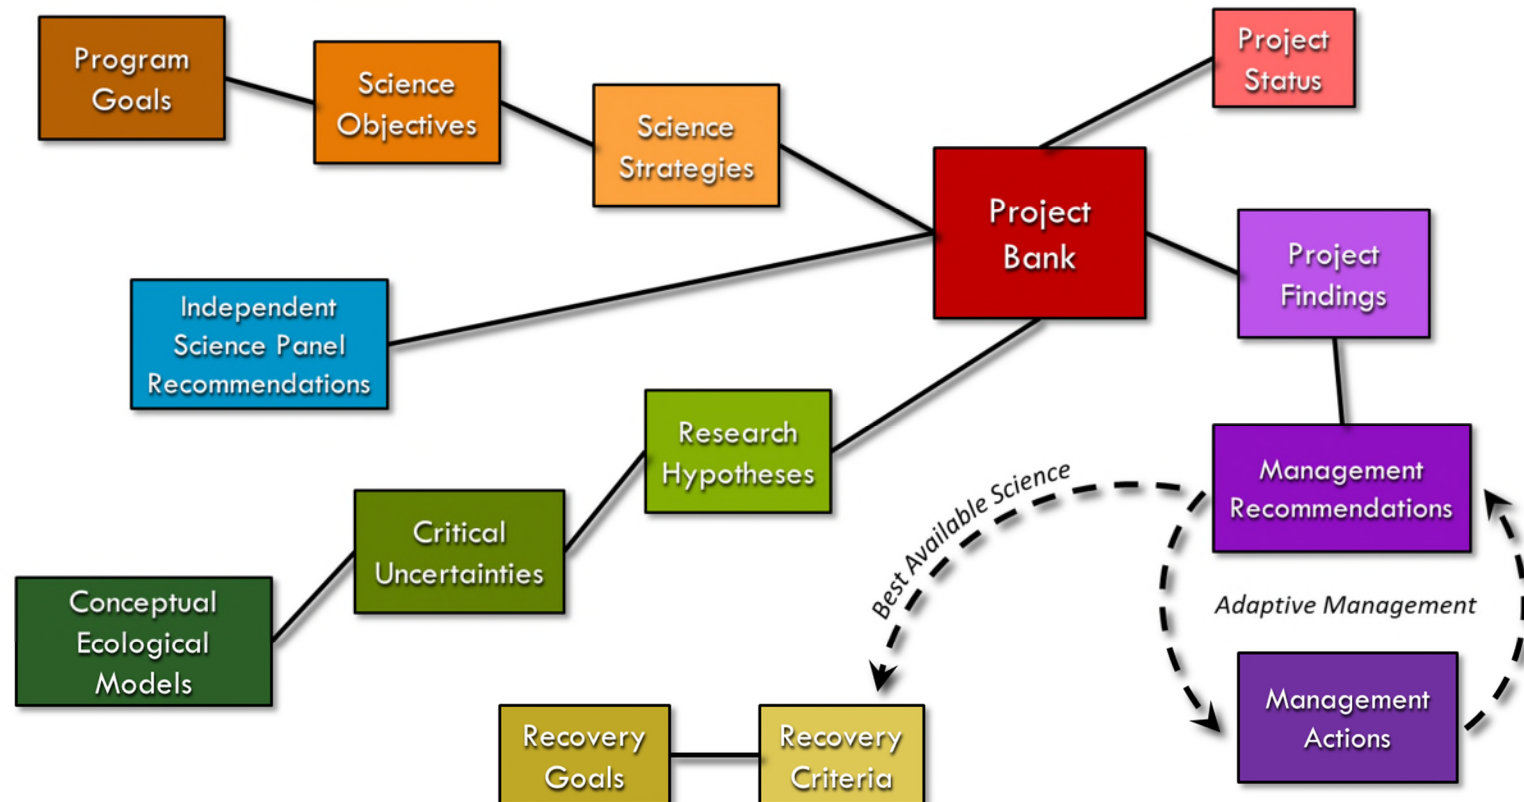 Program
Goals
Science
Objectives
Science
Strategies
Project
Status
Project
Bank
Project
Findings
Independent
Science Panel
Recommendations
Research
Hypotheses
Critical
Uncertainties
Conceptual
Ecological
Models
Best Available Science
Management
Recommendations
Adaptive Management
Management
Actions
Recovery
Goals
Recovery
Criteria